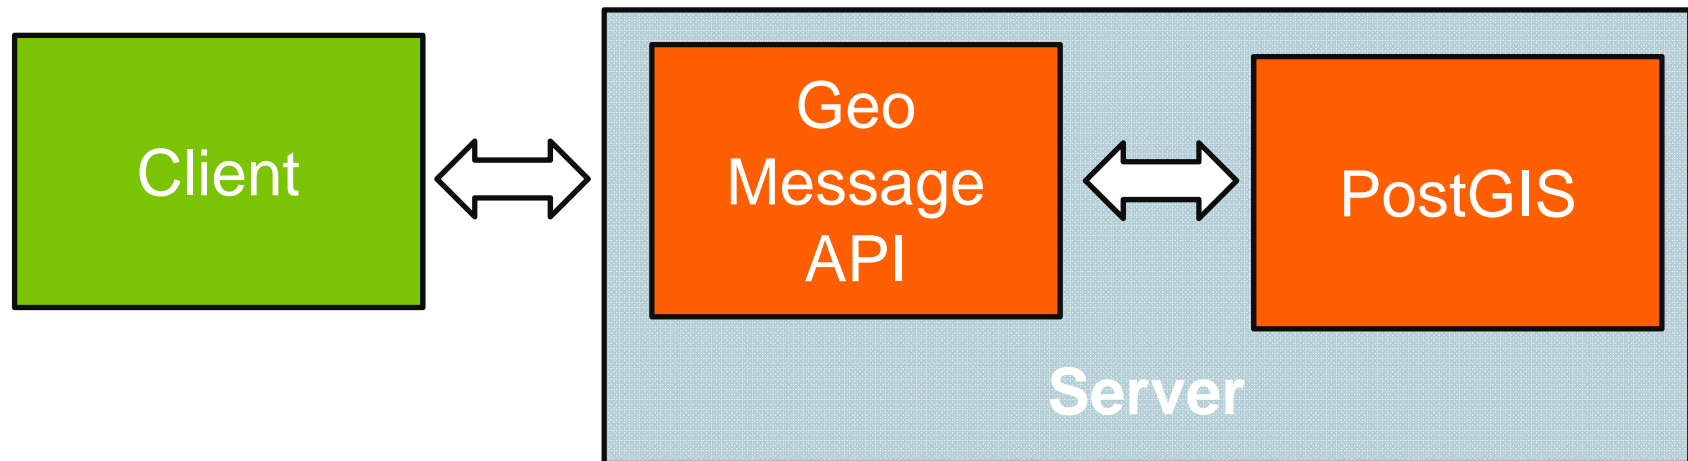 Client
Geo
Message
API
PostGIS
Server